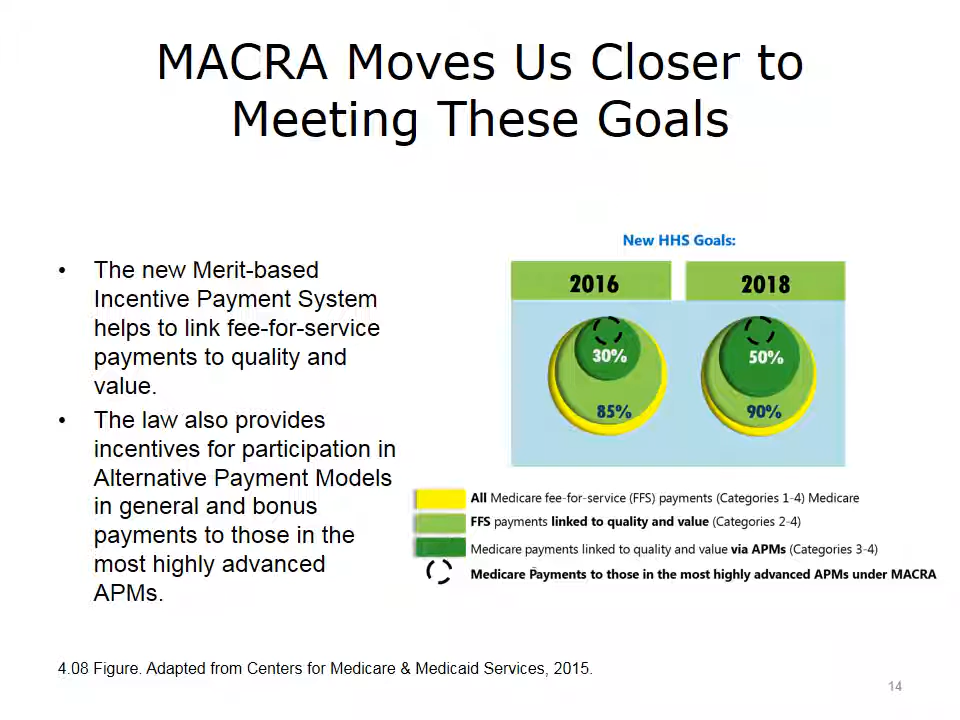 MACRA Moves Us Closer to
Meeting These Goals
• The new Merit-based
Incentive Payment System
helps to link fee-for-service
payments to quality and
value.
• The law also provides
incentives for participation in
Alternative Payment Models
in general and bonus
payments to those in the
most highly advanced
APMs.
New HHS Goals:
2016
2018
30%
85%
50%
90%
All Medicare fee-for-service (FFS) payments (Categories 1-4) Medicare
FFS payments linked to quality and value (Categories 2-4)
Medicare payments linked to quality and value via APMs (Categories 3-4)
Medicare Payments to those in the most highly advanced APMs under MACRA
4.08 Figure. Adapted from Centers for Medicare & Medicaid Services, 2015.
14